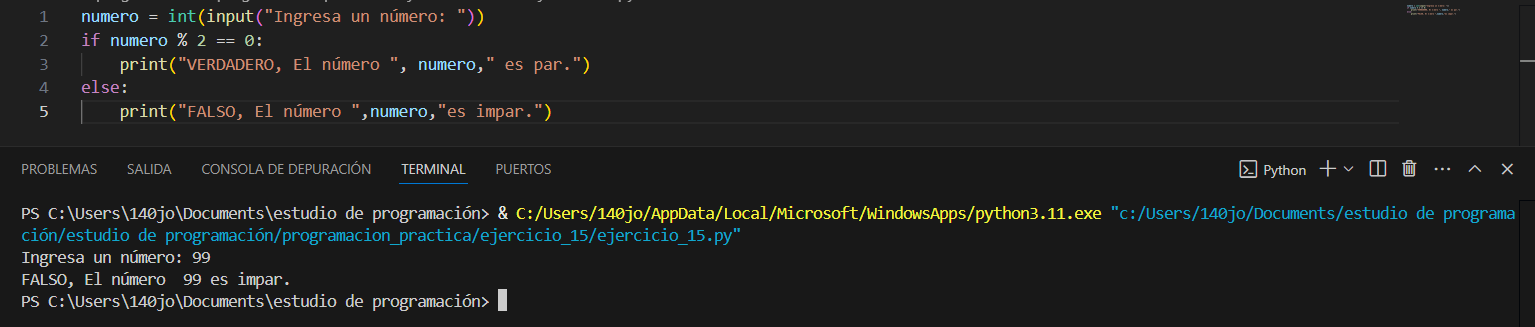 1 numero = int(input("Ingresa un número: "))
2 if numero % 2 == 0:
3 print("VERDADERO, El número ", numero," es par.")
4 else:
5 print("FALSO, El número ",numero,"es impar.")
PROBLEMAS SALIDA CONSOLA DE DEPURACIÓN TERMINAL PUERTOS Python
PS C:\Users\140jo\Documents\estudio de programación> & C:/Users/140jo/AppData/Local/Microsoft/WindowsApps/python3.11.exe "c:/Users/140jo/Documents/estudio de programa
ción/estudio de programación/programacion_practica/ejercicio_15/ejercicio_15.py"
Ingresa un número: 99
FALSO, El número  99 es impar.
PS C:\Users\140jo\Documents\estudio de programación>